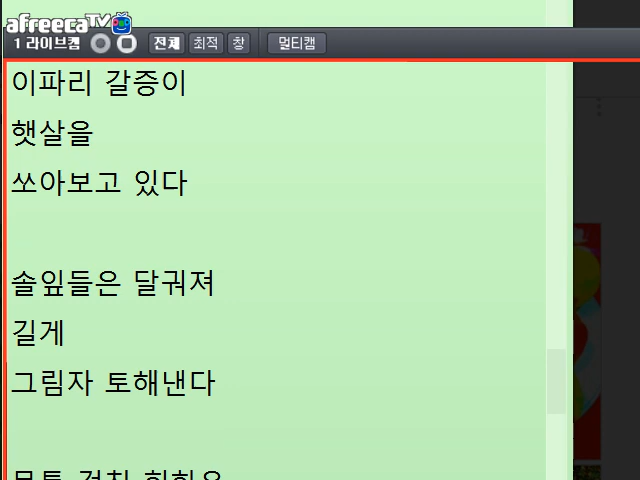 afreecaTV
1 라이브캠 전체 최적 창 멀티캠
이파리 갈증이
햇살을
쏘아보고 있다
솔잎들은 달궈져
길게
그림자 토해낸다